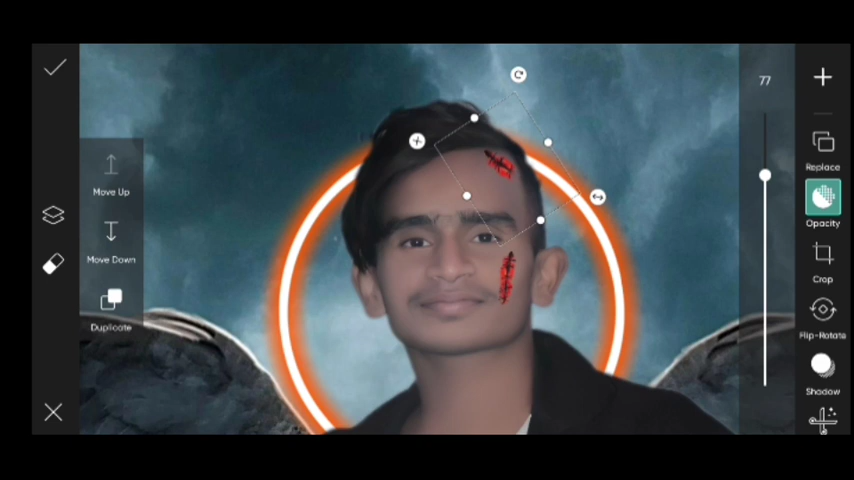 77
Move Up
Move Down
Duplicate
Replace
Opacity
Crop
Flip-Rotate
Shadow